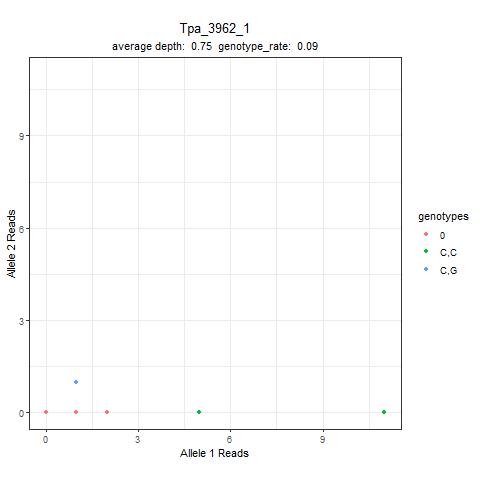 Tpa_3962_1
average depth: 0.75 genotype_rate: 0.09
9
6
3
0
Allele 2 Reads
0 3 6 9
Allele 1 Reads
genotypes
0
C,C
C,G